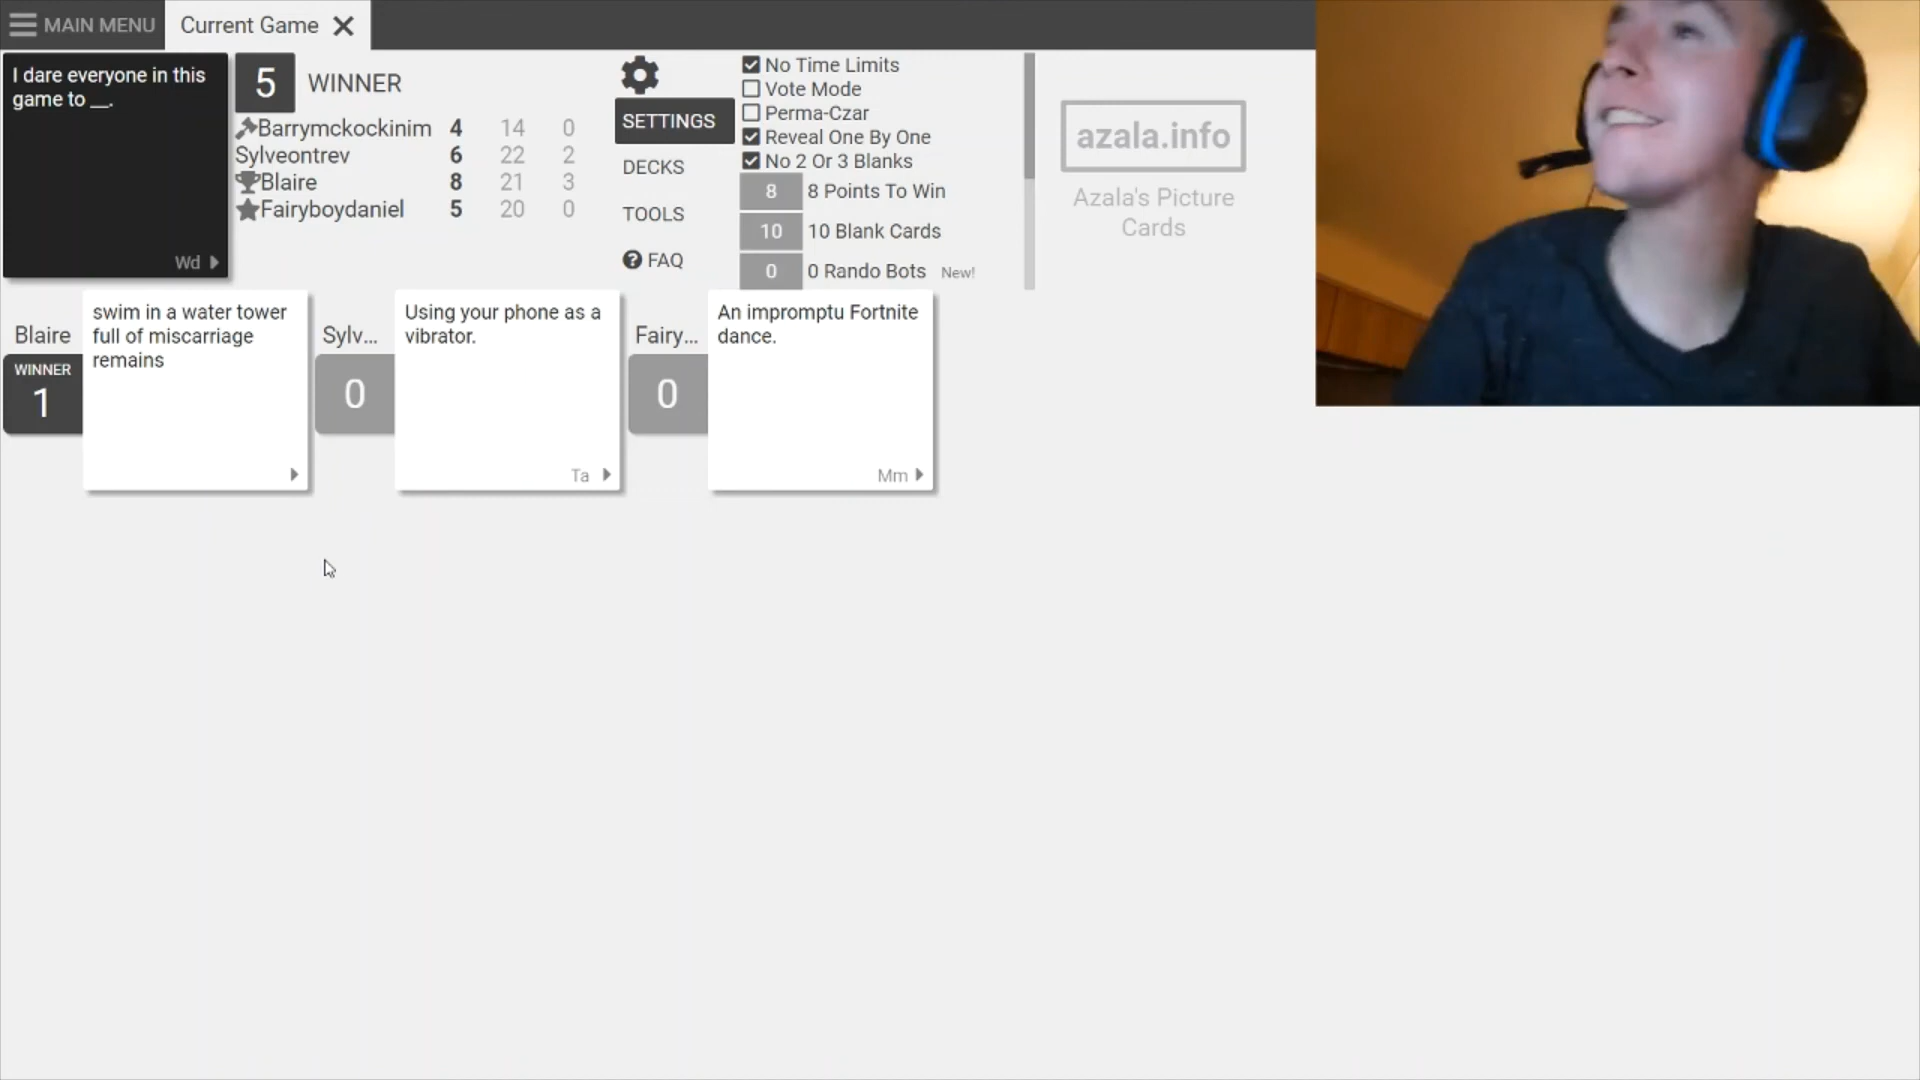 MAIN MENU
Current Game
I dare everyone in this
game to __.
Wd
5 WINNER
Barrymckockinim 4 14 0
Sylveontrev 6 22 2
Blaire 8 21 3
Fairyboydaniel 5 20 0
SETTINGS
DECKS
TOOLS
FAQ
No Time Limits
Vote Mode
Perma-Czar
Reveal One By One
No 2 Or 3 Blanks
8 8 Points To Win
10 10 Blank Cards
0 0 Rando Bots New!
azala.info
Azala's Picture
Cards
Blaire
WINNER
1
swim in a water tower
full of miscarriage
remains
Sylv...
0
Using your phone as a
vibrator.
Ta
Fairy...
0
An impromptu Fortnite
dance.
Mm